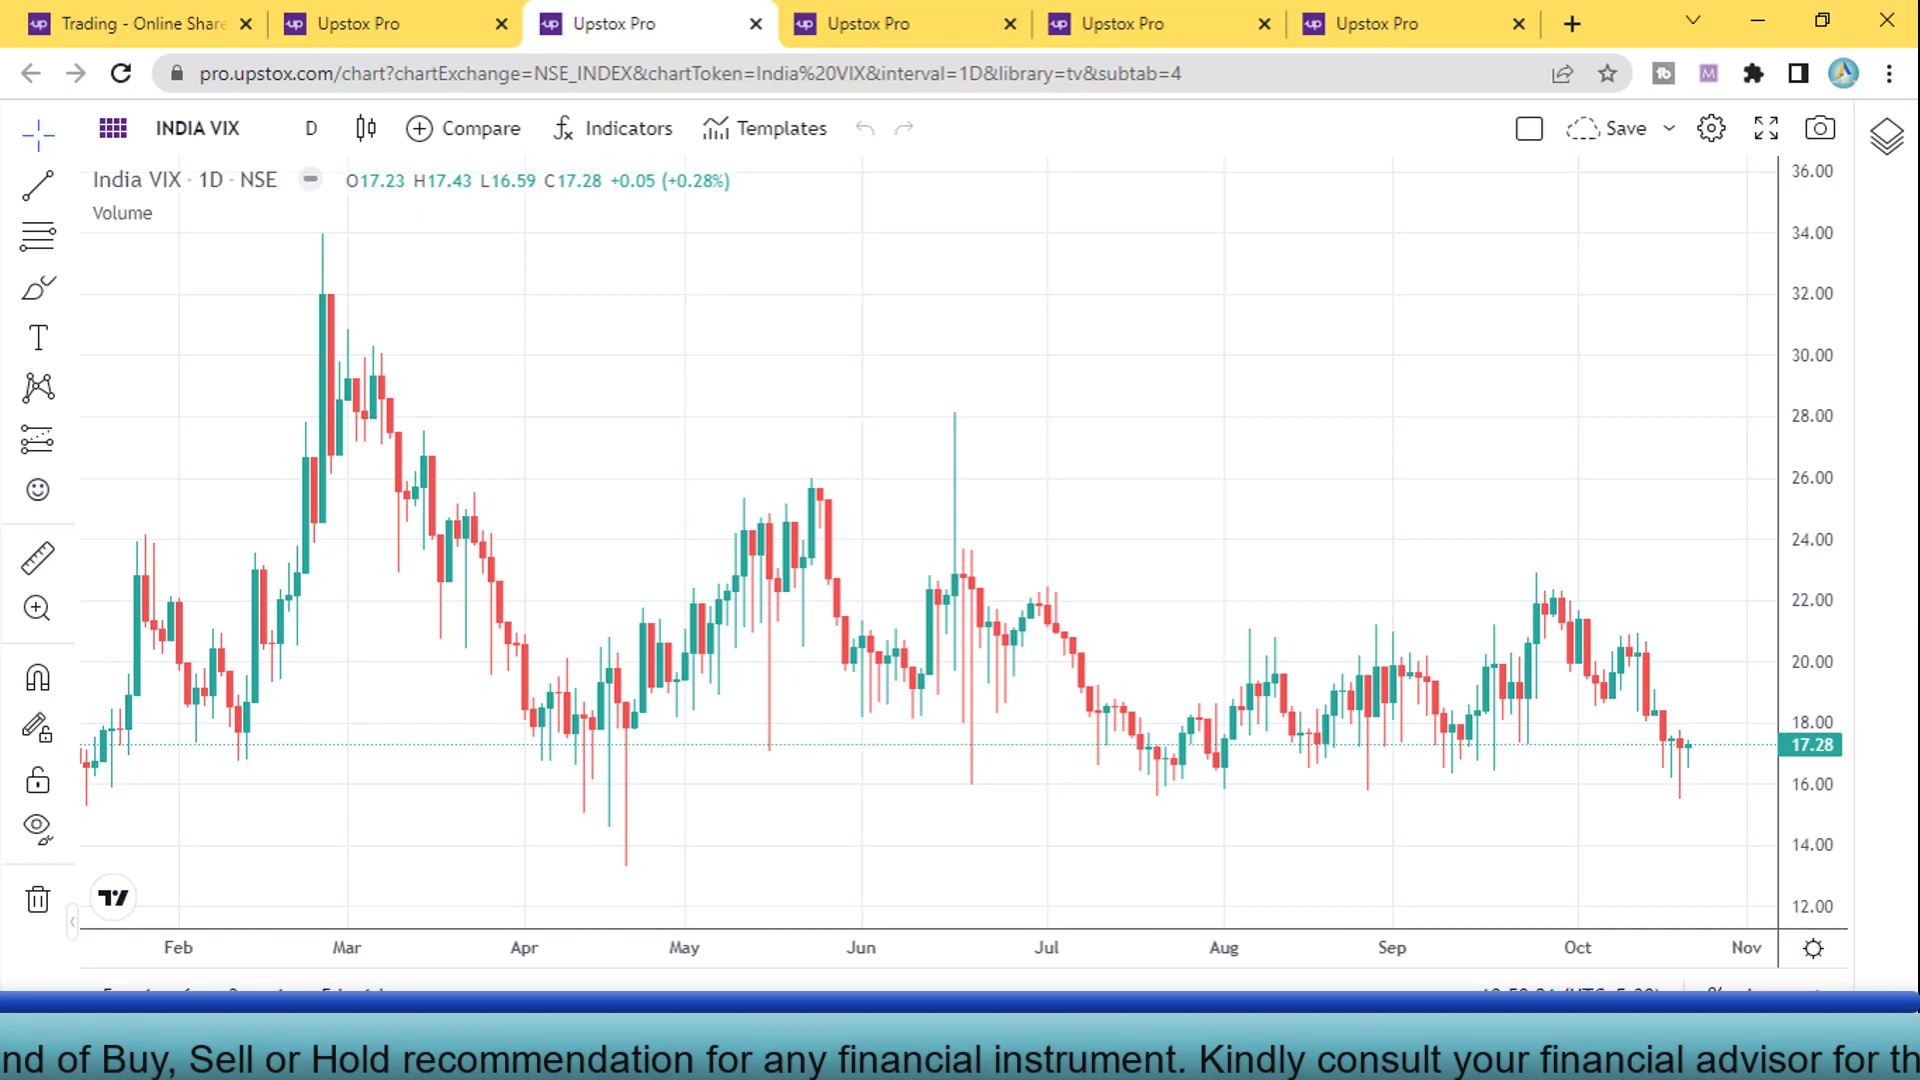 Trading - Online Share
Upstox Pro
Upstox Pro
Upstox Pro
Upstox Pro
Upstox Pro
pro.upstox.com/chart?chartExchange=NSE_INDEX&chartToken=India%20VIX&interval=1D&library=tv&subtab=4
INDIA VIX D Compare Indicators Templates Save
India VIX · 1D · NSE O17.23 H17.43 L16.59 C17.28 +0.05 (+0.28%)
Volume
36.00
34.00
32.00
30.00
28.00
26.00
24.00
22.00
20.00
18.00
17.28
16.00
14.00
12.00
Feb Mar Apr May Jun Jul Aug Sep Oct Nov
nd of Buy, Sell or Hold recommendation for any financial instrument. Kindly consult your financial advisor for th